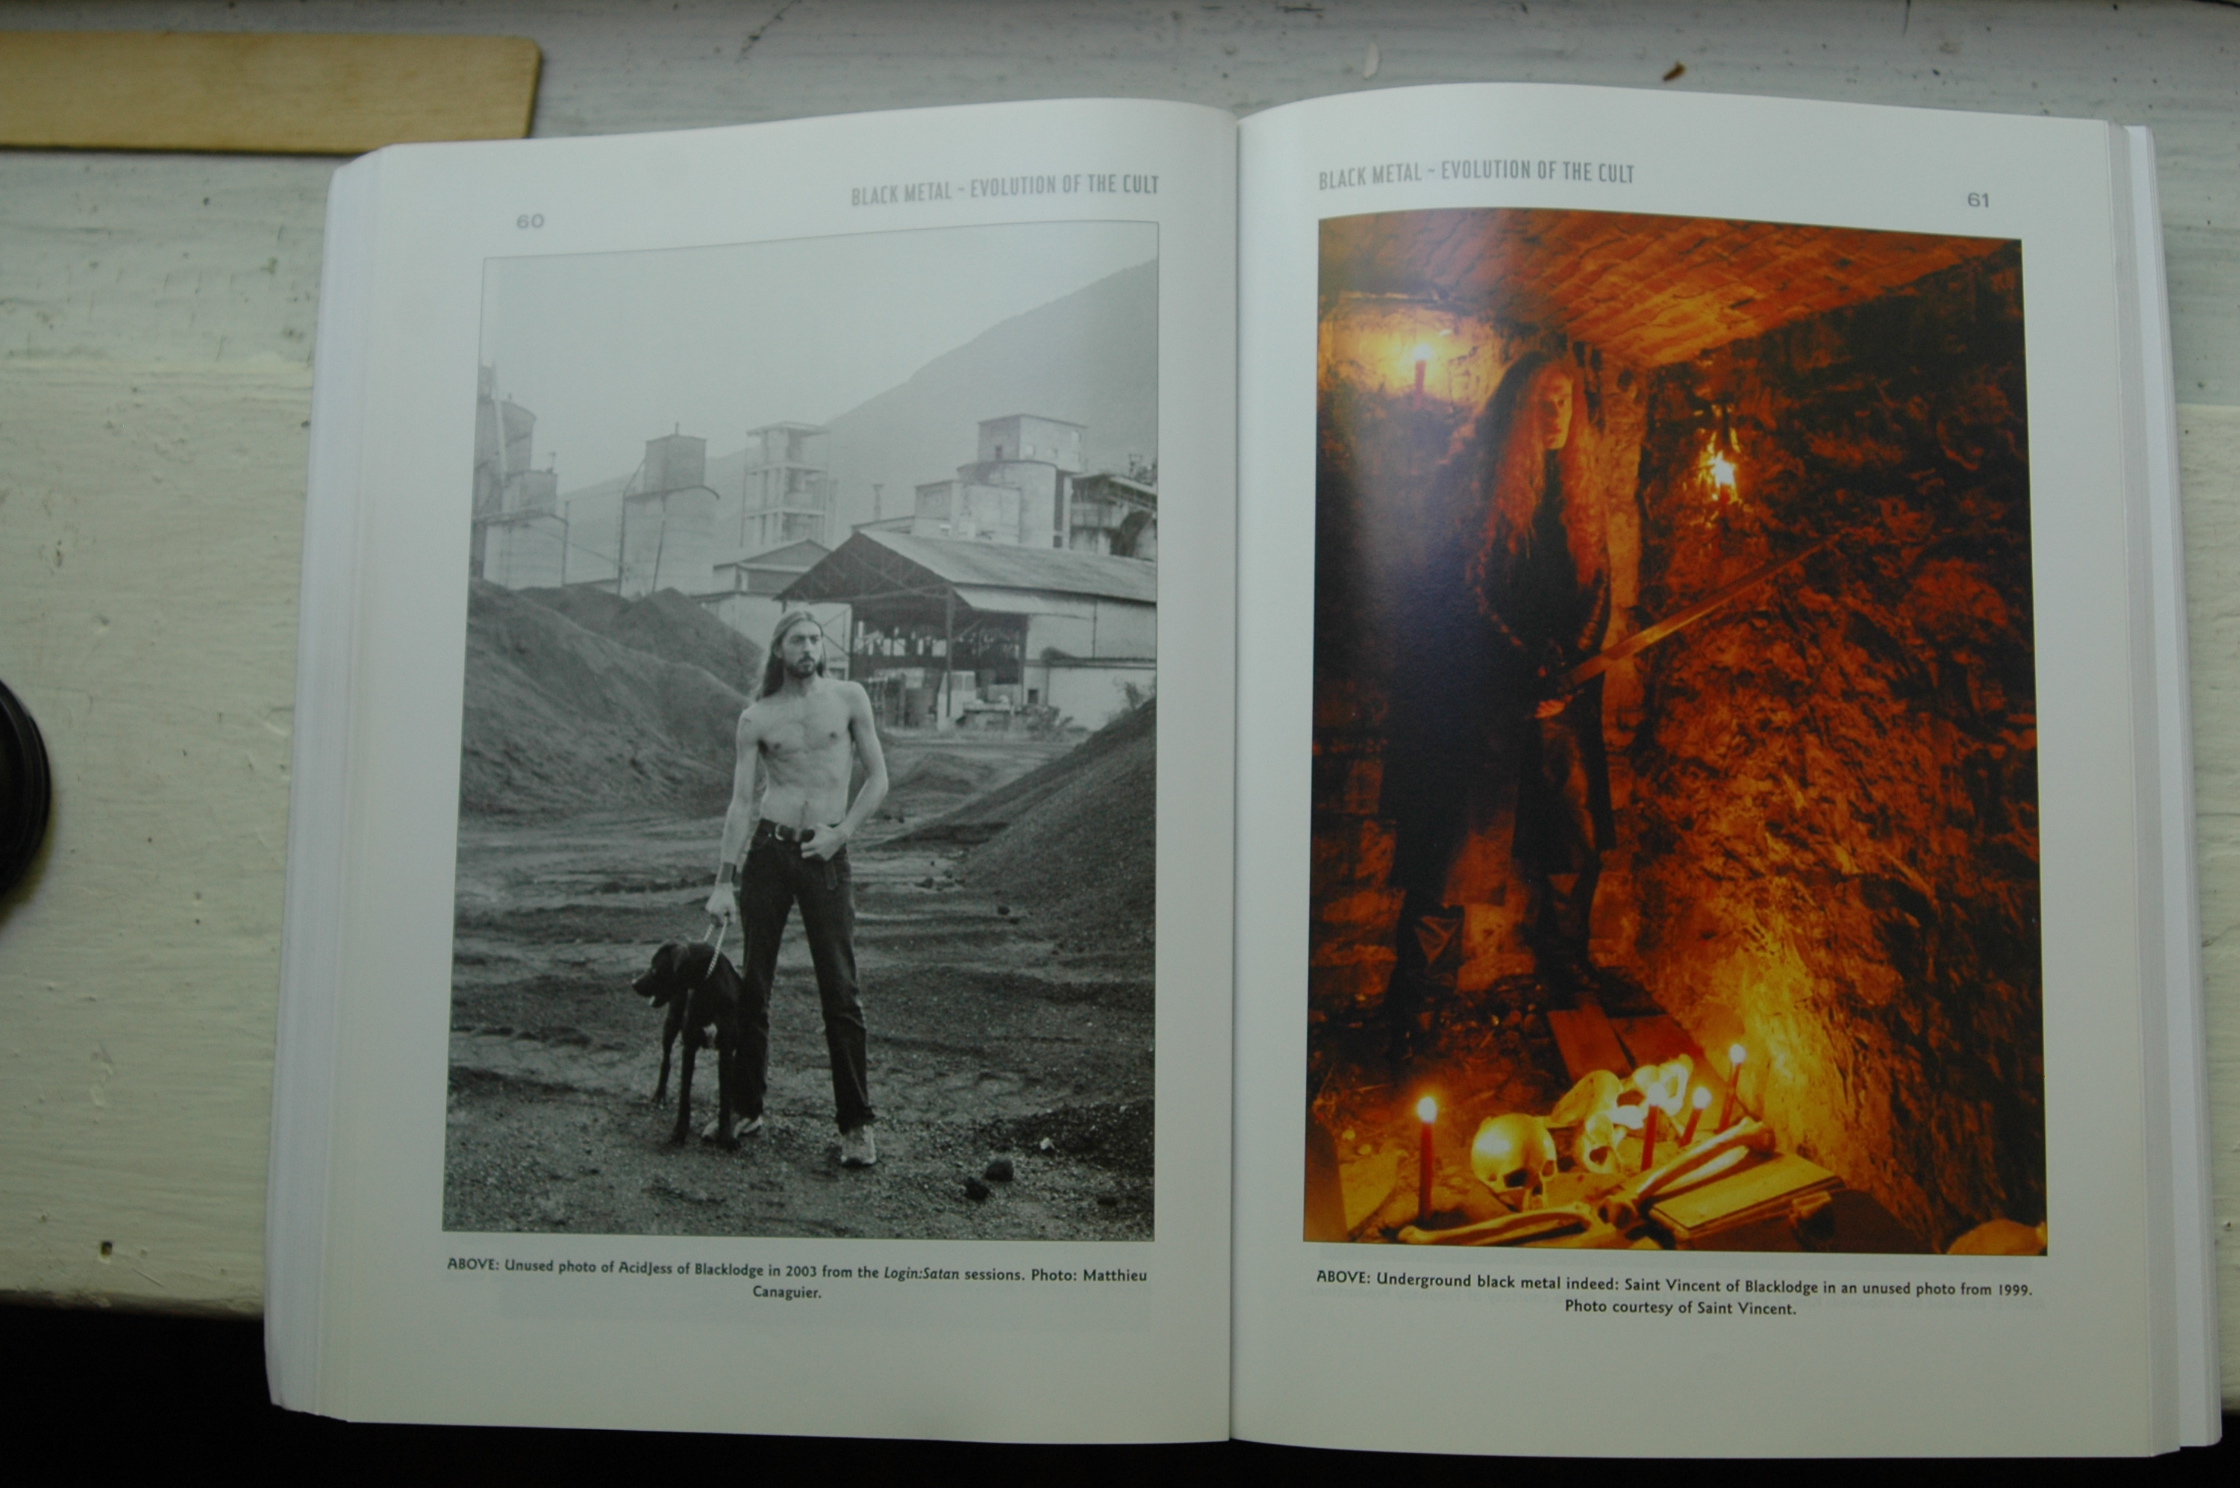 60
BLACK METAL – EVOLUTION OF THE CULT
ABOVE: Unused photo of AcidJess of Blacklodge in 2003 from the Login:Satan sessions. Photo: Matthieu
Canaguier.
BLACK METAL – EVOLUTION OF THE CULT
61
ABOVE: Underground black metal indeed: Saint Vincent of Blacklodge in an unused photo from 1999.
Photo courtesy of Saint Vincent.